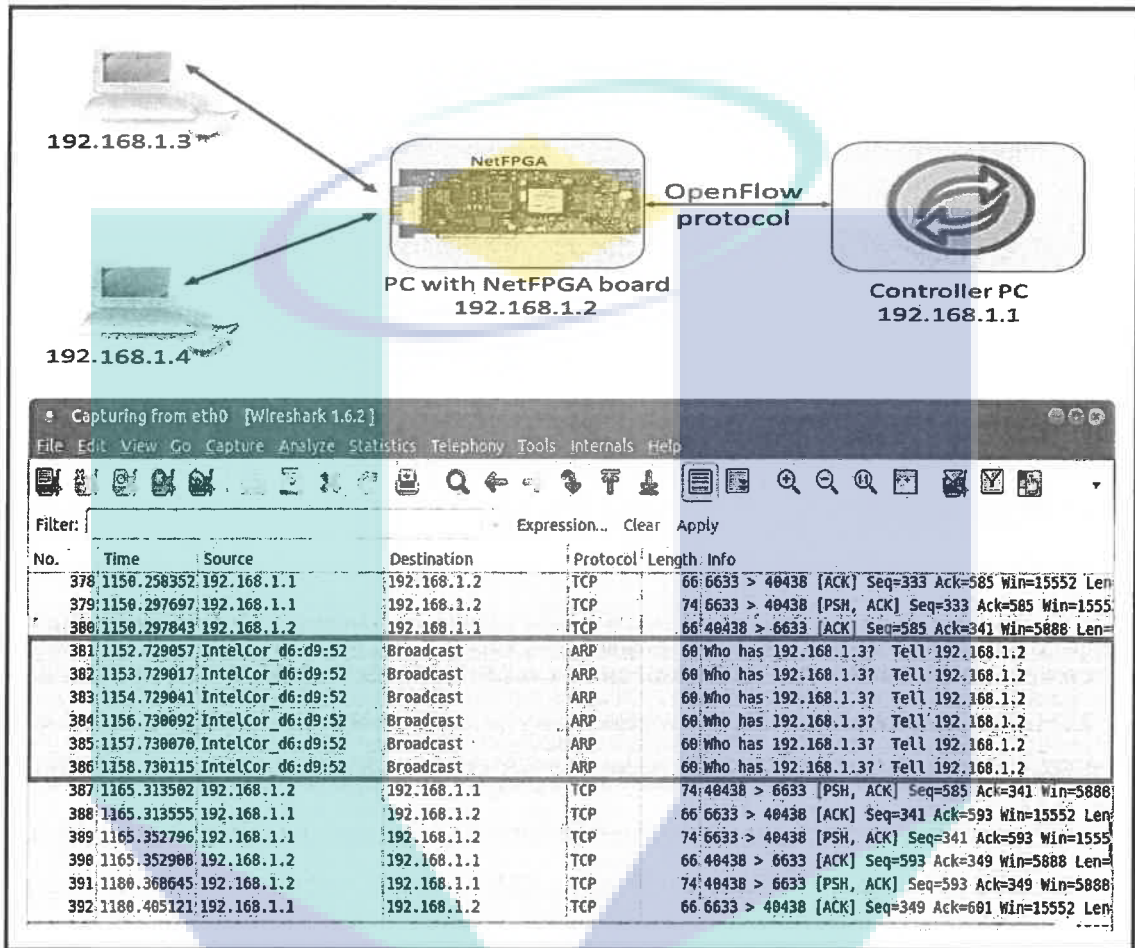 192.168.1.3
NetFPGA
OpenFlow
protocol
PC with NetFPGA board
192.168.1.2
Controller PC
192.168.1.1
192.168.1.4
Capturing from eth0 [Wireshark 1.6.2]
File Edit View Go Capture Analyze Statistics Telephony Tools Internals Help
Filter: Expression... Clear Apply
No. Time Source Destination Protocol Length Info
378 1150.258352 192.168.1.1 192.168.1.2 TCP 66 6633 > 40438 [ACK] Seq=333 Ack=585 Win=15552 Len
379 1150.297697 192.168.1.1 192.168.1.2 TCP 74 6633 > 40438 [PSH, ACK] Seq=333 Ack=585 Win=1555
380 1150.297843 192.168.1.2 192.168.1.1 TCP 66 40438 > 6633 [ACK] Seq=585 Ack=341 Win=5888 Len=
381 1152.729057 IntelCor_d6:d9:52 Broadcast ARP 60 Who has 192.168.1.3? Tell 192.168.1.2
382 1153.729017 IntelCor_d6:d9:52 Broadcast ARP 60 Who has 192.168.1.3? Tell 192.168.1.2
383 1154.729041 IntelCor_d6:d9:52 Broadcast ARP 60 Who has 192.168.1.3? Tell 192.168.1.2
384 1156.730092 IntelCor_d6:d9:52 Broadcast ARP 60 Who has 192.168.1.3? Tell 192.168.1.2
385 1157.730070 IntelCor_d6:d9:52 Broadcast ARP 60 Who has 192.168.1.3? Tell 192.168.1.2
386 1158.730115 IntelCor_d6:d9:52 Broadcast ARP 60 Who has 192.168.1.3? Tell 192.168.1.2
387 1165.313502 192.168.1.2 192.168.1.1 TCP 74 40438 > 6633 [PSH, ACK] Seq=585 Ack=341 Win=5888
388 1165.313555 192.168.1.1 192.168.1.2 TCP 66 6633 > 40438 [ACK] Seq=341 Ack=593 Win=15552 Len
389 1165.352796 192.168.1.1 192.168.1.2 TCP 74 6633 > 40438 [PSH, ACK] Seq=341 Ack=593 Win=1555
390 1165.352908 192.168.1.2 192.168.1.1 TCP 66 40438 > 6633 [ACK] Seq=593 Ack=349 Win=5888 Len=
391 1180.368645 192.168.1.2 192.168.1.1 TCP 74 40438 > 6633 [PSH, ACK] Seq=593 Ack=349 Win=5888
392 1180.405121 192.168.1.1 192.168.1.2 TCP 66 6633 > 40438 [ACK] Seq=349 Ack=601 Win=15552 Len